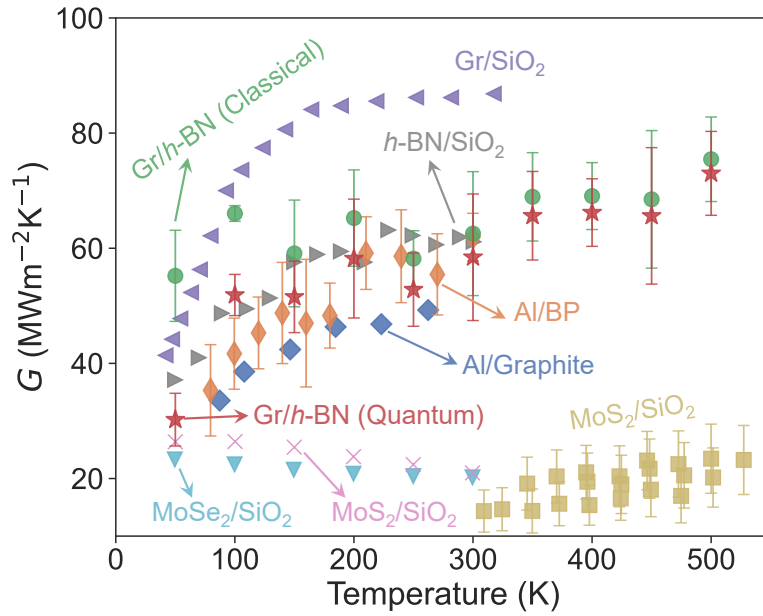 100
80
60
40
20
0
100
200
300
400
500
G (MWm⁻²K⁻¹)
Temperature (K)
Gr/h-BN (Classical)
Gr/SiO₂
h-BN/SiO₂
Al/BP
Al/Graphite
Gr/h-BN (Quantum)
MoS₂/SiO₂
MoSe₂/SiO₂
MoS₂/SiO₂